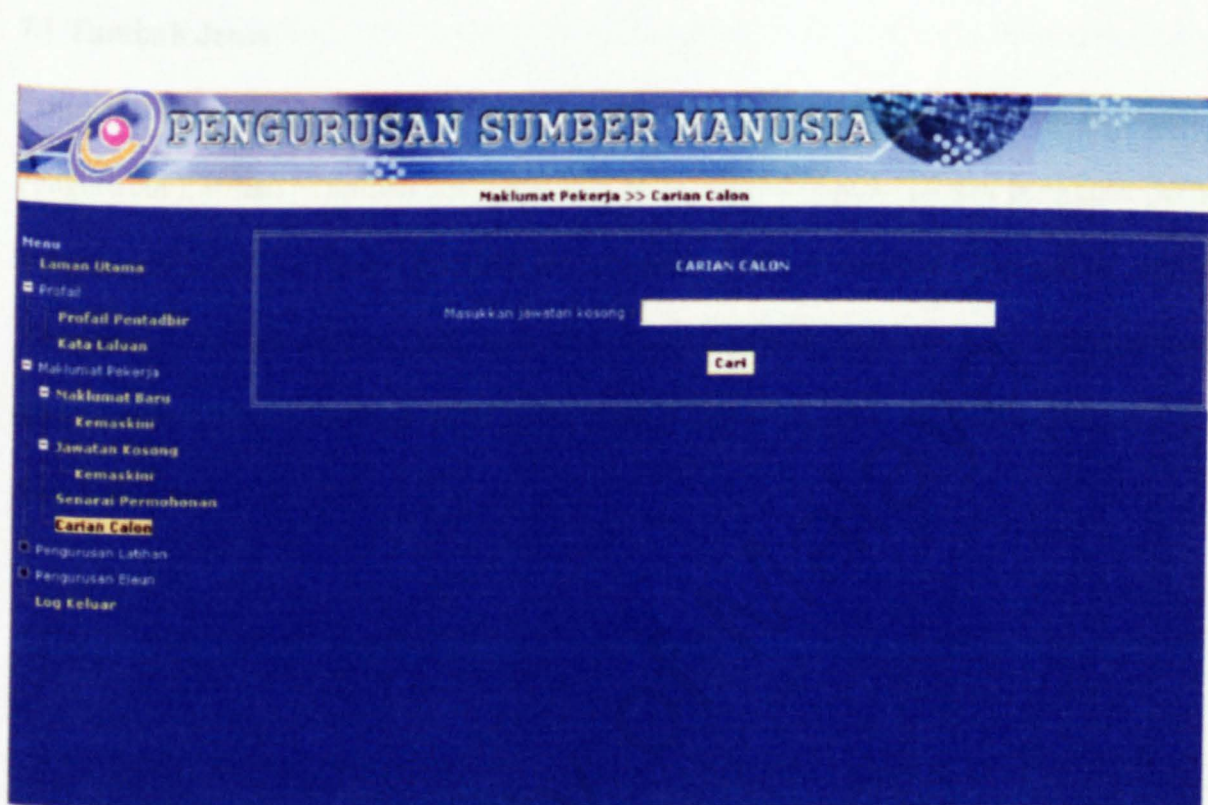 PENGURUSAN SUMBER MANUSIA
Maklumat Pekerja >> Carian Calon
Menu
Laman Utama
Profail
Profail Pentadbir
Kata Laluan
Maklumat Pekerja
Maklumat Baru
Kemaskini
Jawatan Kosong
Kemaskini
Senarai Permohonan
Carian Calon
Pengurusan Latihan
Pengurusan Elaun
Log Keluar
CARIAN CALON
Masukkan jawatan kosong
Cari